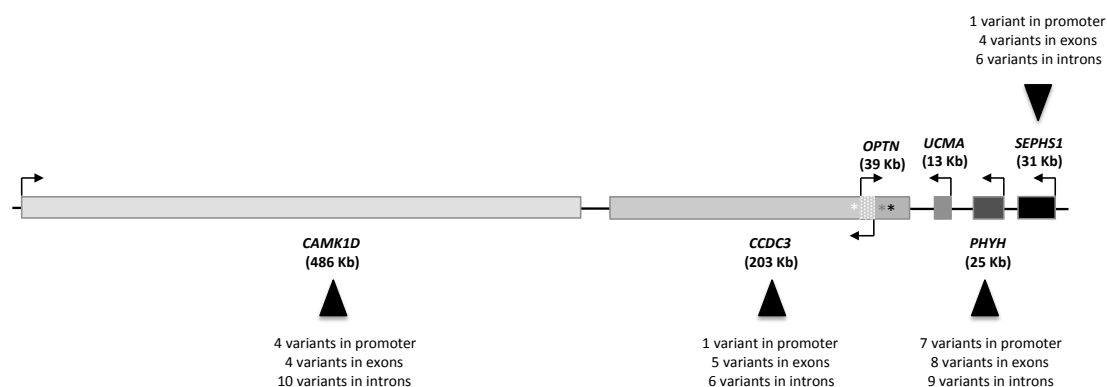 1 variant in promoter
4 variants in exons
6 variants in introns
OPTN
(39 Kb)
UCMA
(13 Kb)
SEPHS1
(31 Kb)
*
**
CAMK1D
(486 Kb)
CCDC3
(203 Kb)
PHYH
(25 Kb)
4 variants in promoter
4 variants in exons
10 variants in introns
1 variant in promoter
5 variants in exons
6 variants in introns
7 variants in promoter
8 variants in exons
9 variants in introns